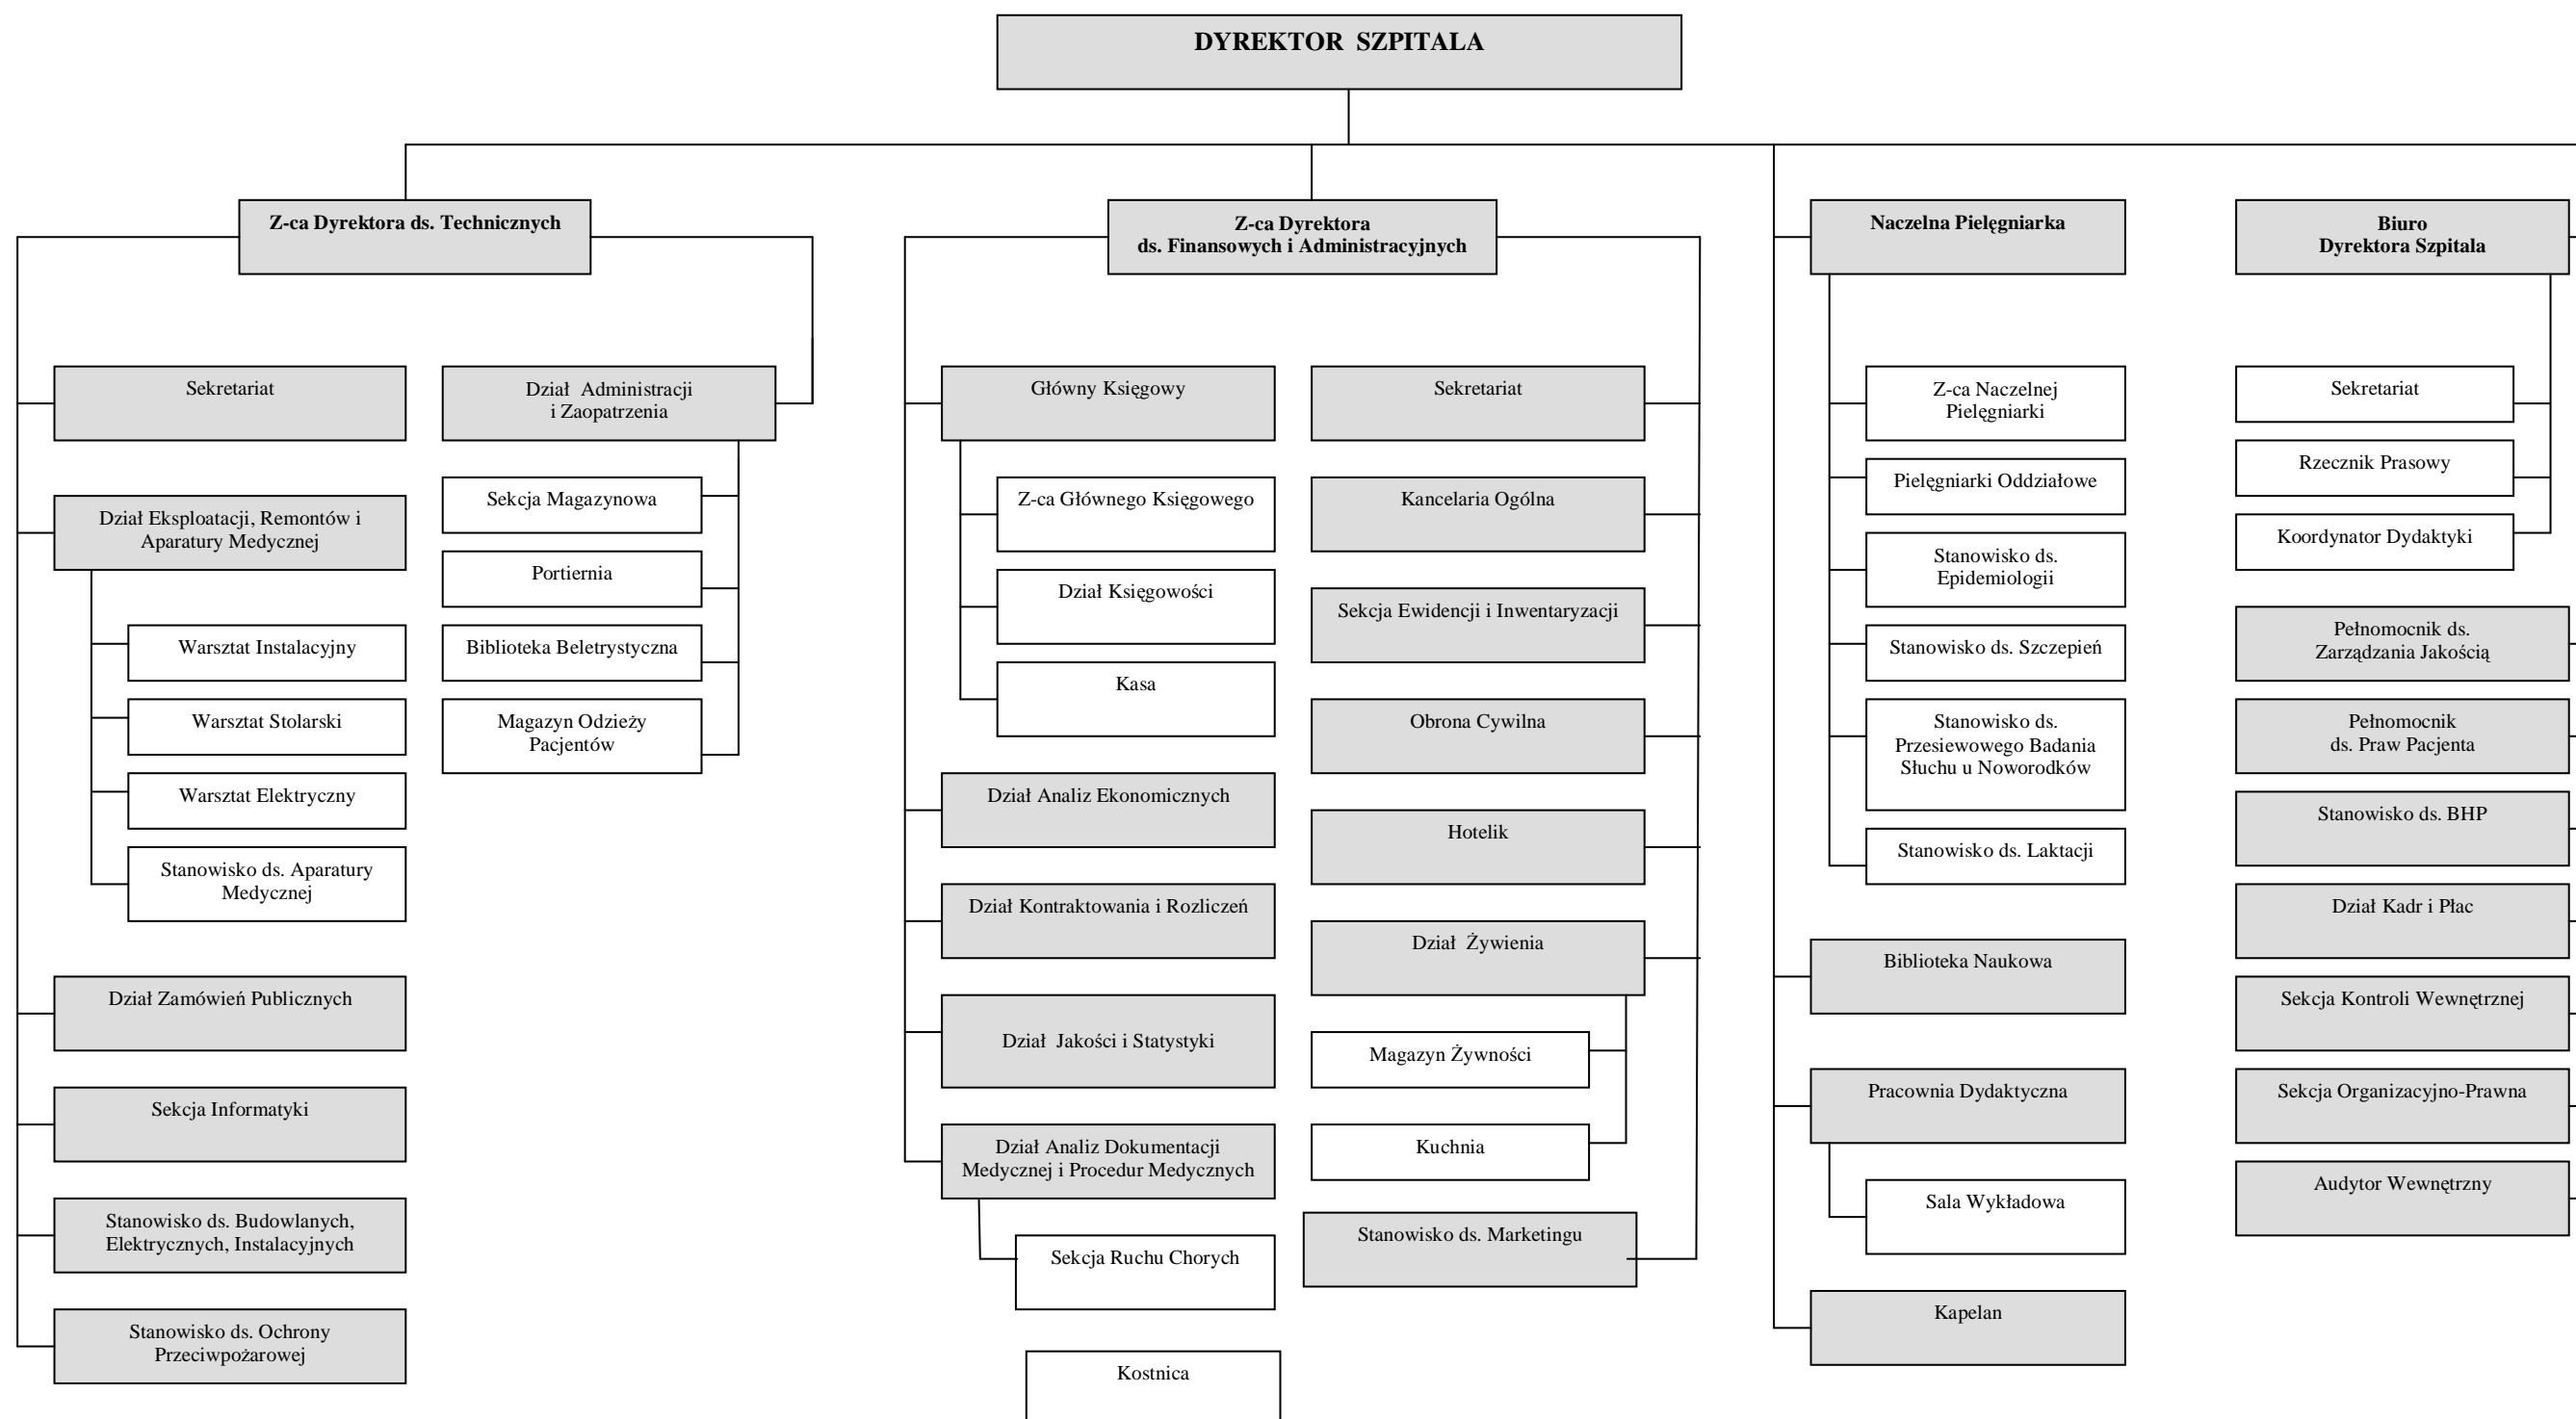 DYREKTOR SZPITALA
Z-ca Dyrektora ds. Technicznych
Sekretariat
Dział Eksploatacji, Remontów i
Aparatury Medycznej
Warsztat Instalacyjny
Warsztat Stolarski
Warsztat Elektryczny
Stanowisko ds. Aparatury
Medycznej
Dział Zamówień Publicznych
Sekcja Informatyki
Stanowisko ds. Budowlanych,
Elektrycznych, Instalacyjnych
Stanowisko ds. Ochrony
Przeciwpożarowej
Dział Administracji
i Zaopatrzenia
Sekcja Magazynowa
Portiernia
Biblioteka Beletrystyczna
Magazyn Odzieży
Pacjentów
Z-ca Dyrektora
ds. Finansowych i Administracyjnych
Główny Księgowy
Z-ca Głównego Księgowego
Dział Księgowości
Kasa
Dział Analiz Ekonomicznych
Dział Kontraktowania i Rozliczeń
Dział Jakości i Statystyki
Dział Analiz Dokumentacji
Medycznej i Procedur Medycznych
Sekcja Ruchu Chorych
Kostnica
Sekretariat
Kancelaria Ogólna
Sekcja Ewidencji i Inwentaryzacji
Obrona Cywilna
Hotelik
Dział Żywienia
Magazyn Żywności
Kuchnia
Stanowisko ds. Marketingu
Naczelna Pielęgniarka
Z-ca Naczelnej
Pielęgniarki
Pielęgniarki Oddziałowe
Stanowisko ds.
Epidemiologii
Stanowisko ds. Szczepień
Stanowisko ds.
Przesiewowego Badania
Słuchu u Noworodków
Stanowisko ds. Laktacji
Biblioteka Naukowa
Pracownia Dydaktyczna
Sala Wykładowa
Kapelan
Biuro
Dyrektora Szpitala
Sekretariat
Rzecznik Prasowy
Koordynator Dydaktyki
Pełnomocnik ds.
Zarządzania Jakością
Pełnomocnik
ds. Praw Pacjenta
Stanowisko ds. BHP
Dział Kadr i Płac
Sekcja Kontroli Wewnętrznej
Sekcja Organizacyjno-Prawna
Audytor Wewnętrzny